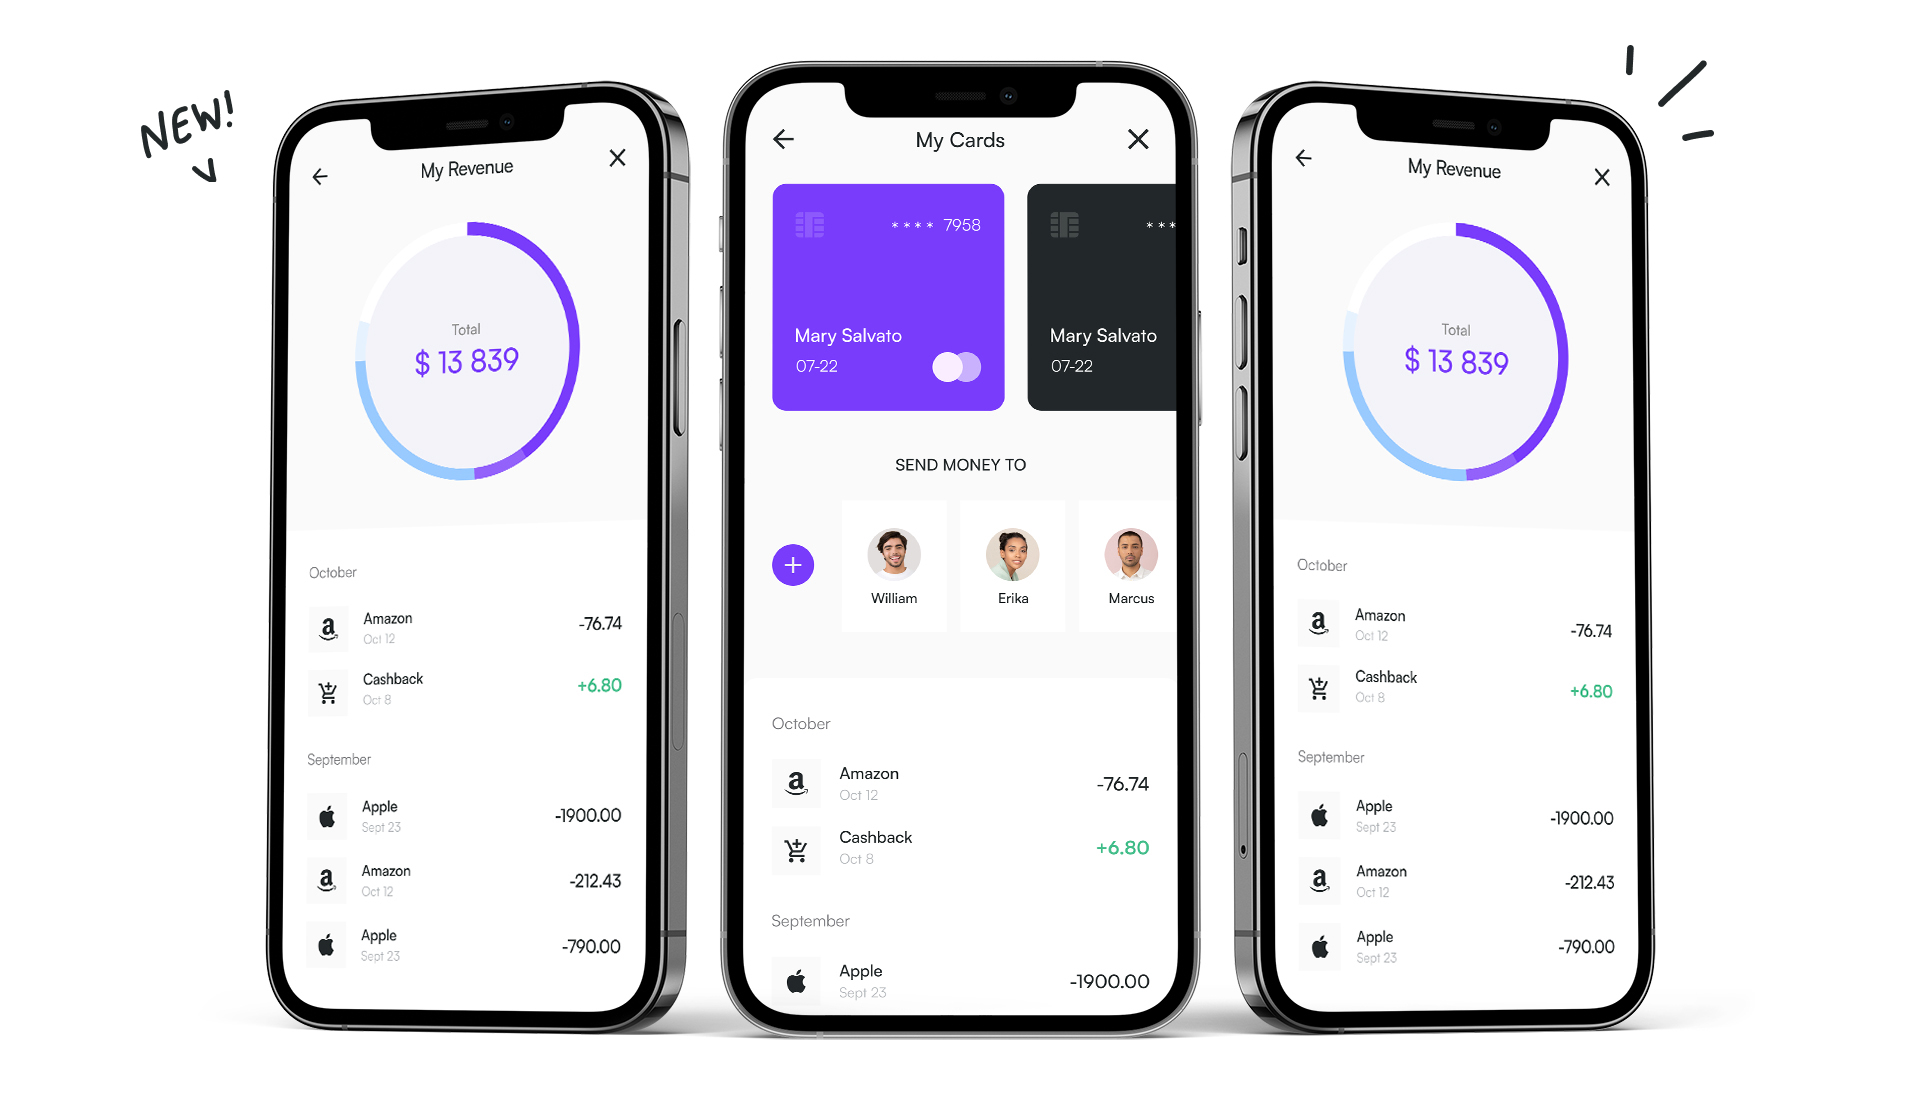 NEW!
My Revenue
Total
$ 13 839
October
Amazon
Oct 12
-76.74
Cashback
Oct 8
+6.80
September
Apple
Sept 23
-1900.00
Amazon
Oct 12
-212.43
Apple
Sept 23
-790.00
My Cards
**** 7958
Mary Salvato
07-22
***
Mary Salvato
07-22
SEND MONEY TO
+
William
Erika
Marcus
October
Amazon
Oct 12
-76.74
Cashback
Oct 8
+6.80
September
Apple
Sept 23
-1900.00
My Revenue
Total
$ 13 839
October
Amazon
Oct 12
-76.74
Cashback
Oct 8
+6.80
September
Apple
Sept 23
-1900.00
Amazon
Oct 12
-212.43
Apple
Sept 23
-790.00